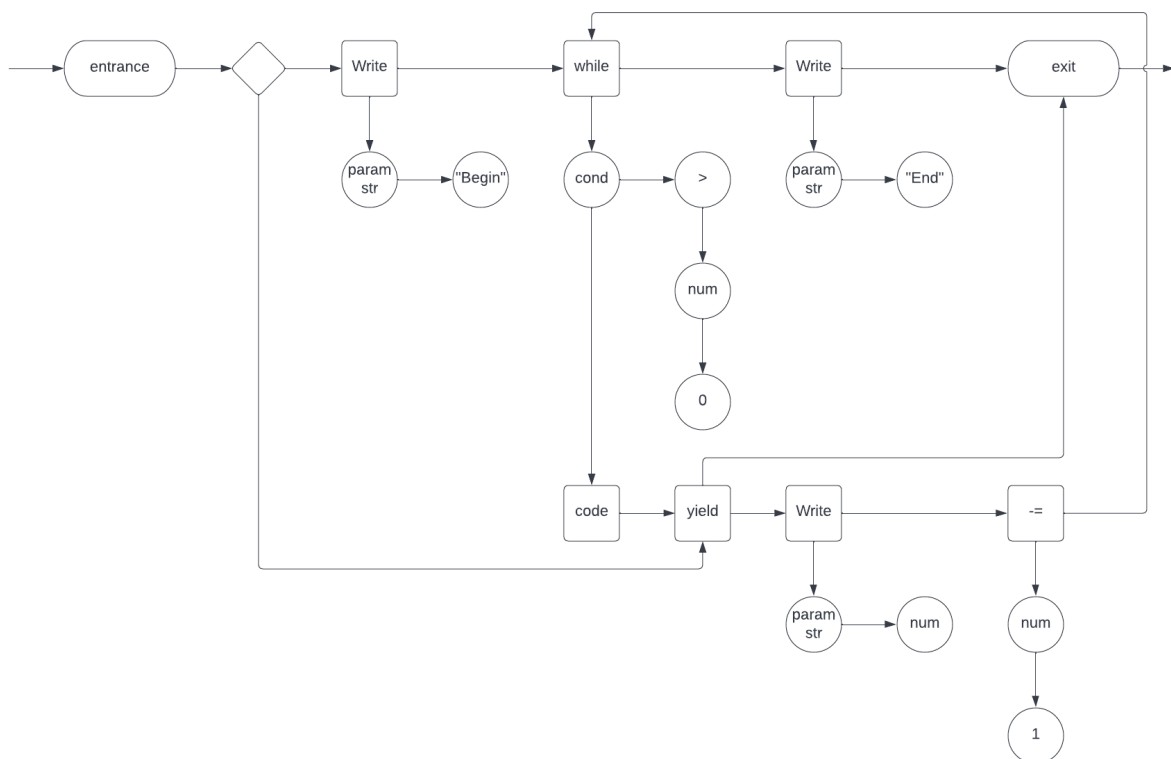 entrance
Write
while
Write
exit
param
str
"Begin"
cond
>
param
str
"End"
num
0
code
yield
Write
-=
param
str
num
num
1